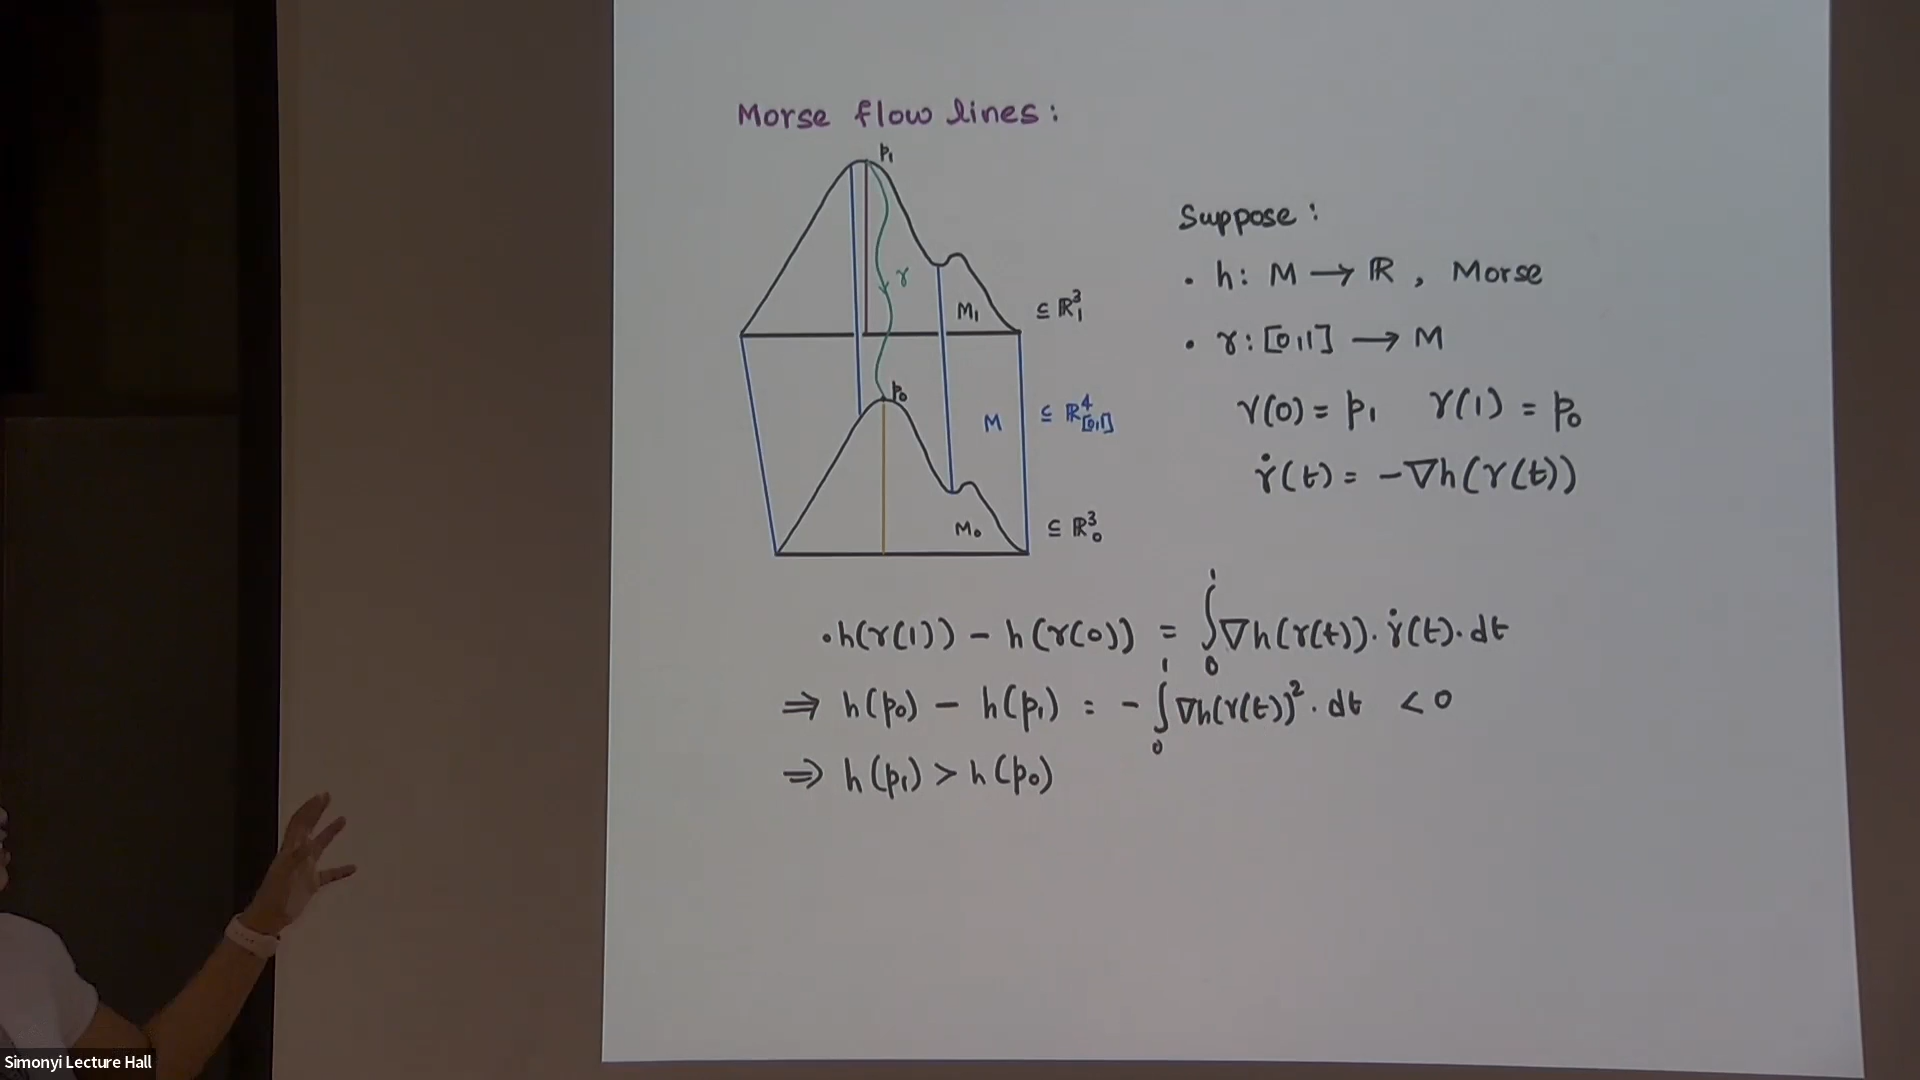 Morse flow lines:
p₁
γ
M₁ ⊆ ℝ³₁
p₀
M ⊆ ℝ⁴_[0,1]
M₀ ⊆ ℝ³₀
Suppose:
• h: M → ℝ, Morse
• γ: [0,1] → M
γ(0) = p₁ γ(1) = p₀
γ̇(t) = -∇h(γ(t))
• h(γ(1)) - h(γ(0)) = ∫₀¹ ∇h(γ(t)) · γ̇(t) · dt
⇒ h(p₀) - h(p₁) = - ∫₀¹ ∇h(γ(t))² · dt < 0
⇒ h(p₁) > h(p₀)
Simonyi Lecture Hall